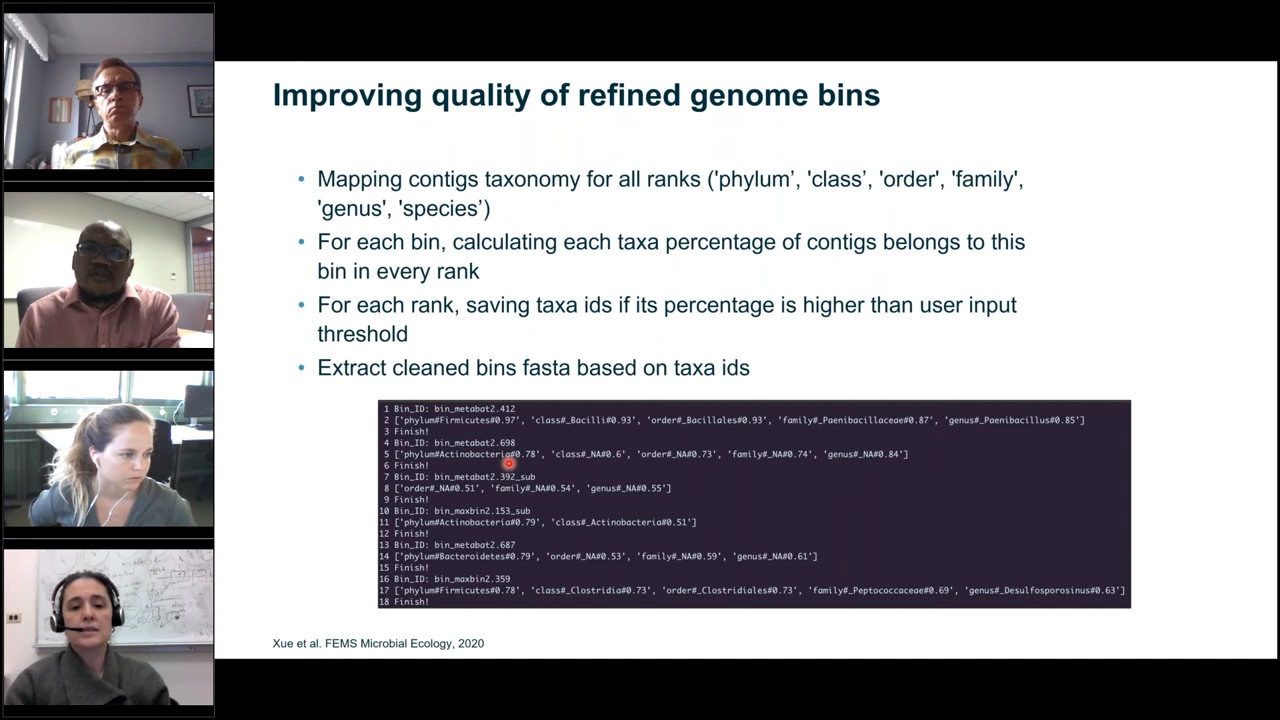 Improving quality of refined genome bins
• Mapping contigs taxonomy for all ranks ('phylum’, 'class’, 'order', 'family',
'genus', 'species’)
• For each bin, calculating each taxa percentage of contigs belongs to this
bin in every rank
• For each rank, saving taxa ids if its percentage is higher than user input
threshold
• Extract cleaned bins fasta based on taxa ids
1 Bin_ID: bin_metabat2.412
2 ['phylum#Firmicutes#0.97', 'class#_Bacilli#0.93', 'order#_Bacillales#0.93', 'family#_Paenibacillaceae#0.87', 'genus#_Paenibacillus#0.85']
3 Finish!
4 Bin_ID: bin_metabat2.698
5 ['phylum#Actinobacteria#0.78', 'class#_NA#0.6', 'order#_NA#0.73', 'family#_NA#0.74', 'genus#_NA#0.84']
6 Finish!
7 Bin_ID: bin_metabat2.392_sub
8 ['order#_NA#0.51', 'family#_NA#0.54', 'genus#_NA#0.55']
9 Finish!
10 Bin_ID: bin_maxbin2.153_sub
11 ['phylum#Actinobacteria#0.79', 'class#_Actinobacteria#0.51']
12 Finish!
13 Bin_ID: bin_metabat2.687
14 ['phylum#Bacteroidetes#0.79', 'order#_NA#0.53', 'family#_NA#0.59', 'genus#_NA#0.61']
15 Finish!
16 Bin_ID: bin_maxbin2.359
17 ['phylum#Firmicutes#0.78', 'class#_Clostridia#0.73', 'order#_Clostridiales#0.73', 'family#_Peptococcaceae#0.69', 'genus#_Desulfosporosinus#0.63']
18 Finish!
Xue et al. FEMS Microbial Ecology, 2020